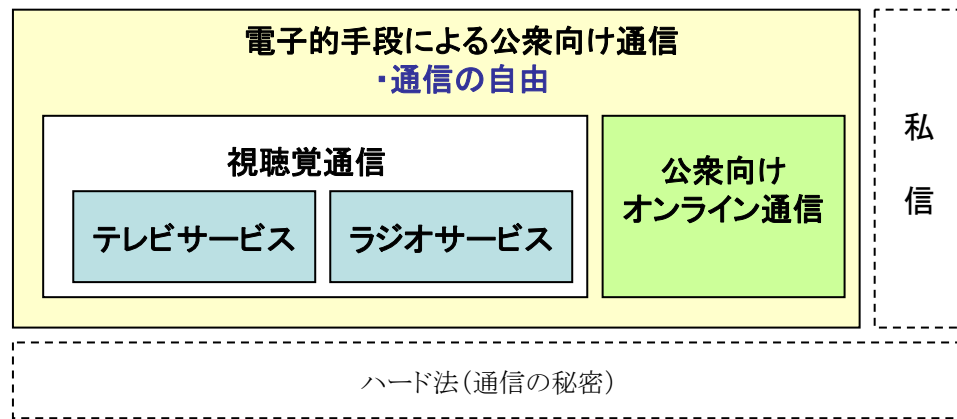 電子的手段による公衆向け通信
・通信の自由
視聴覚通信
テレビサービス
ラジオサービス
公衆向け
オンライン通信
私
信
ハード法（通信の秘密）